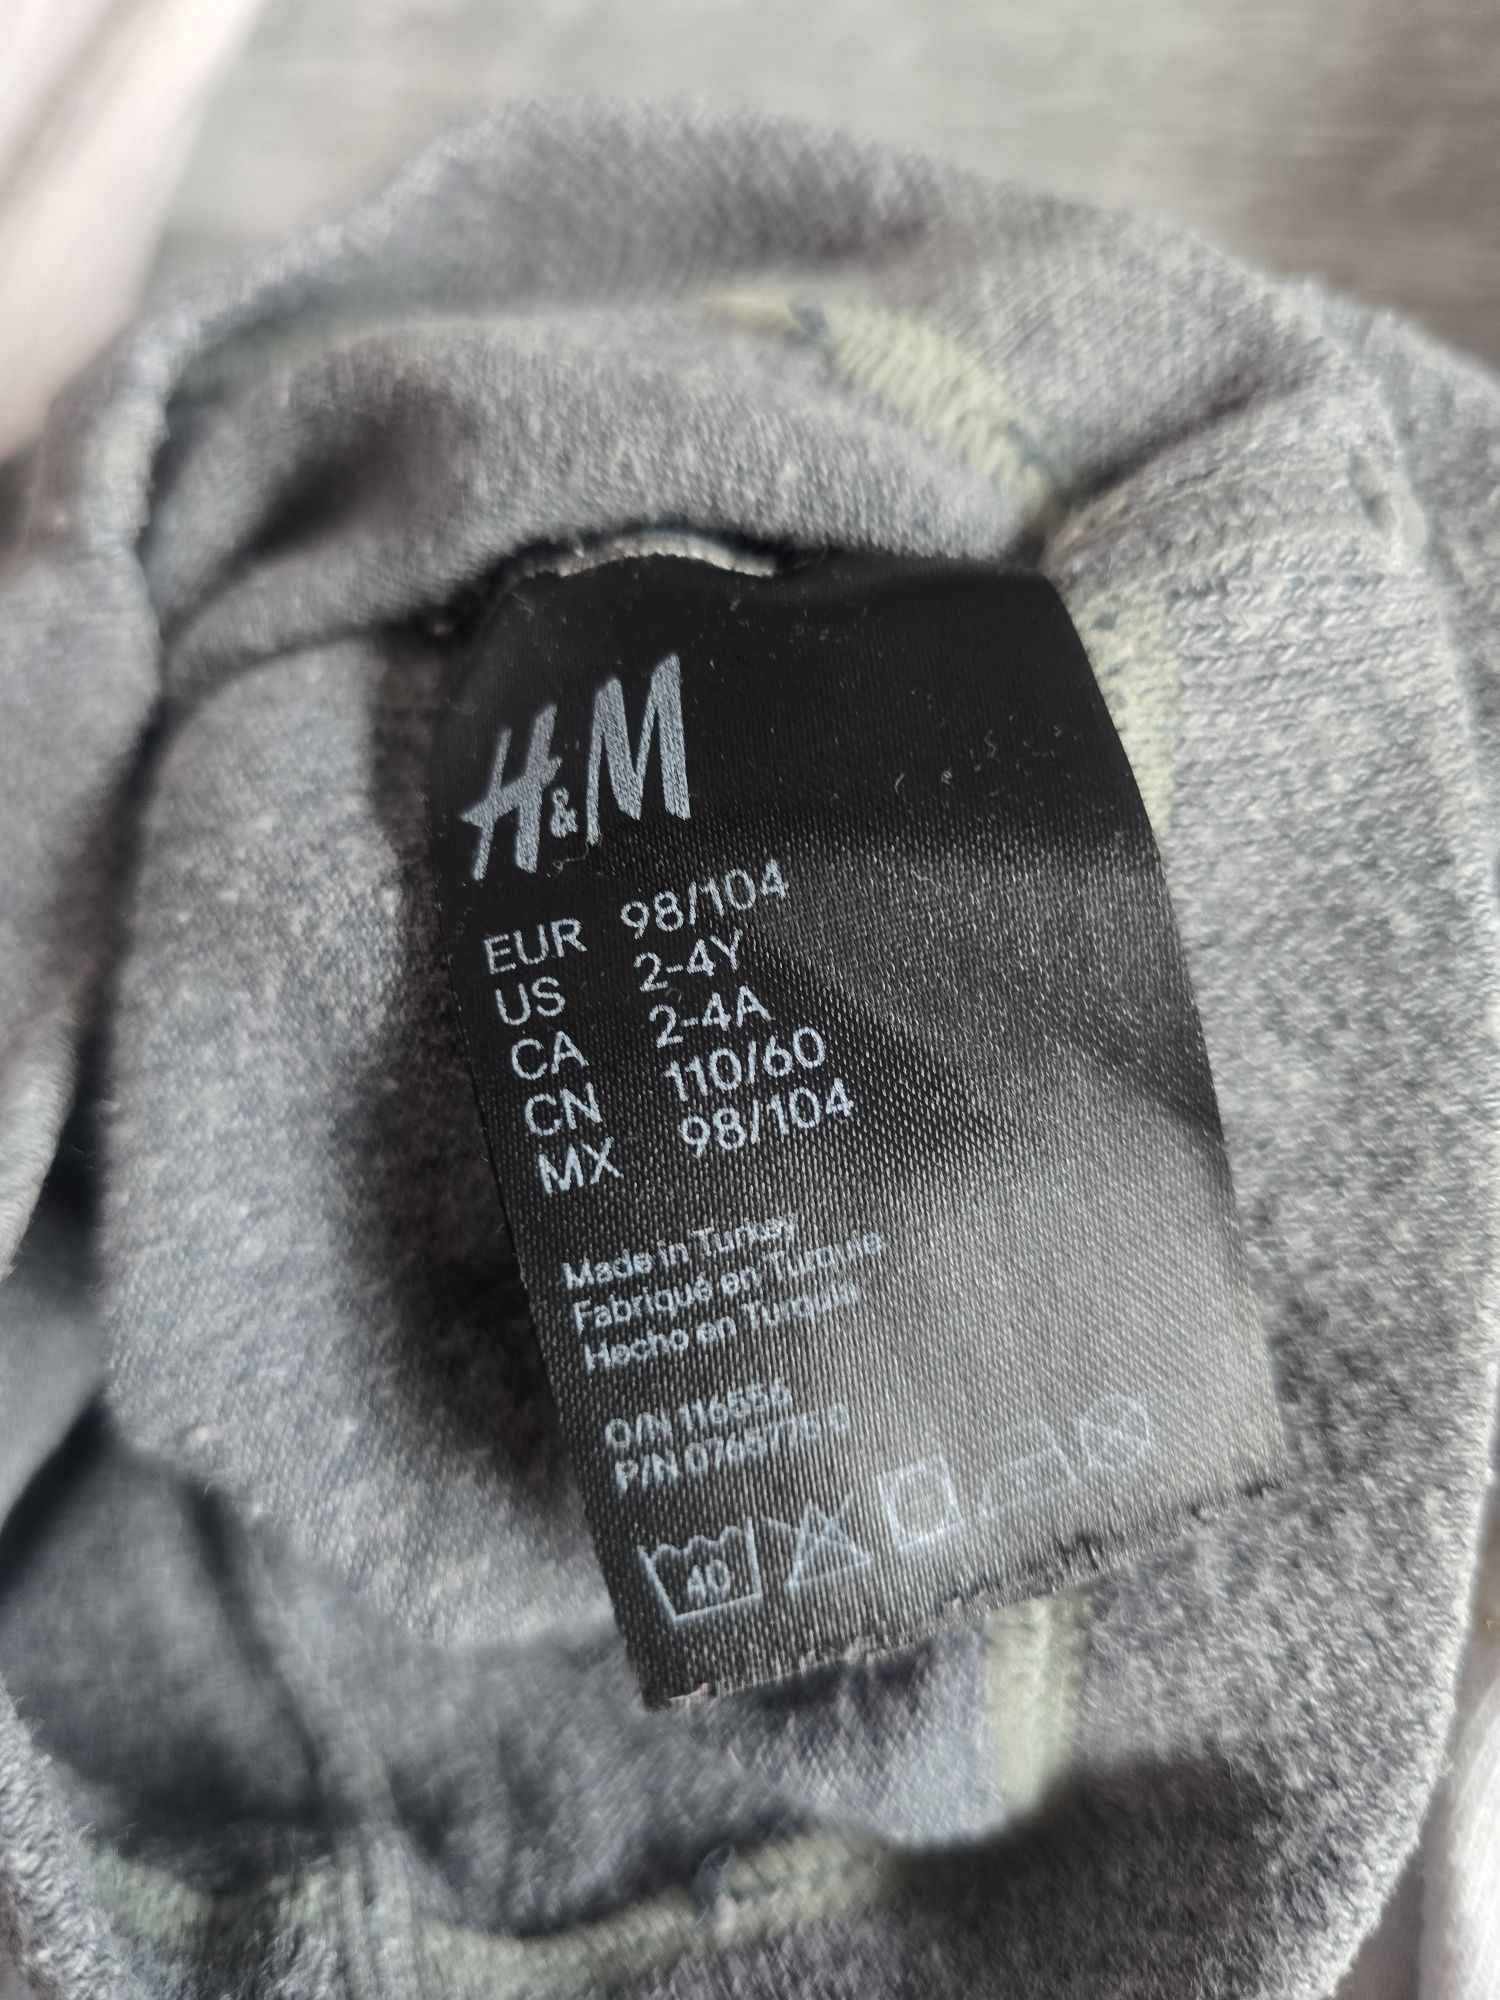 H&M
EUR 98/104
US 2-4Y
CA 2-4A
CN 110/60
MX 98/104
Made in Turkey
Fabriqué en Turquie
Hecho en Turquía
O/N 116556
P/N
40